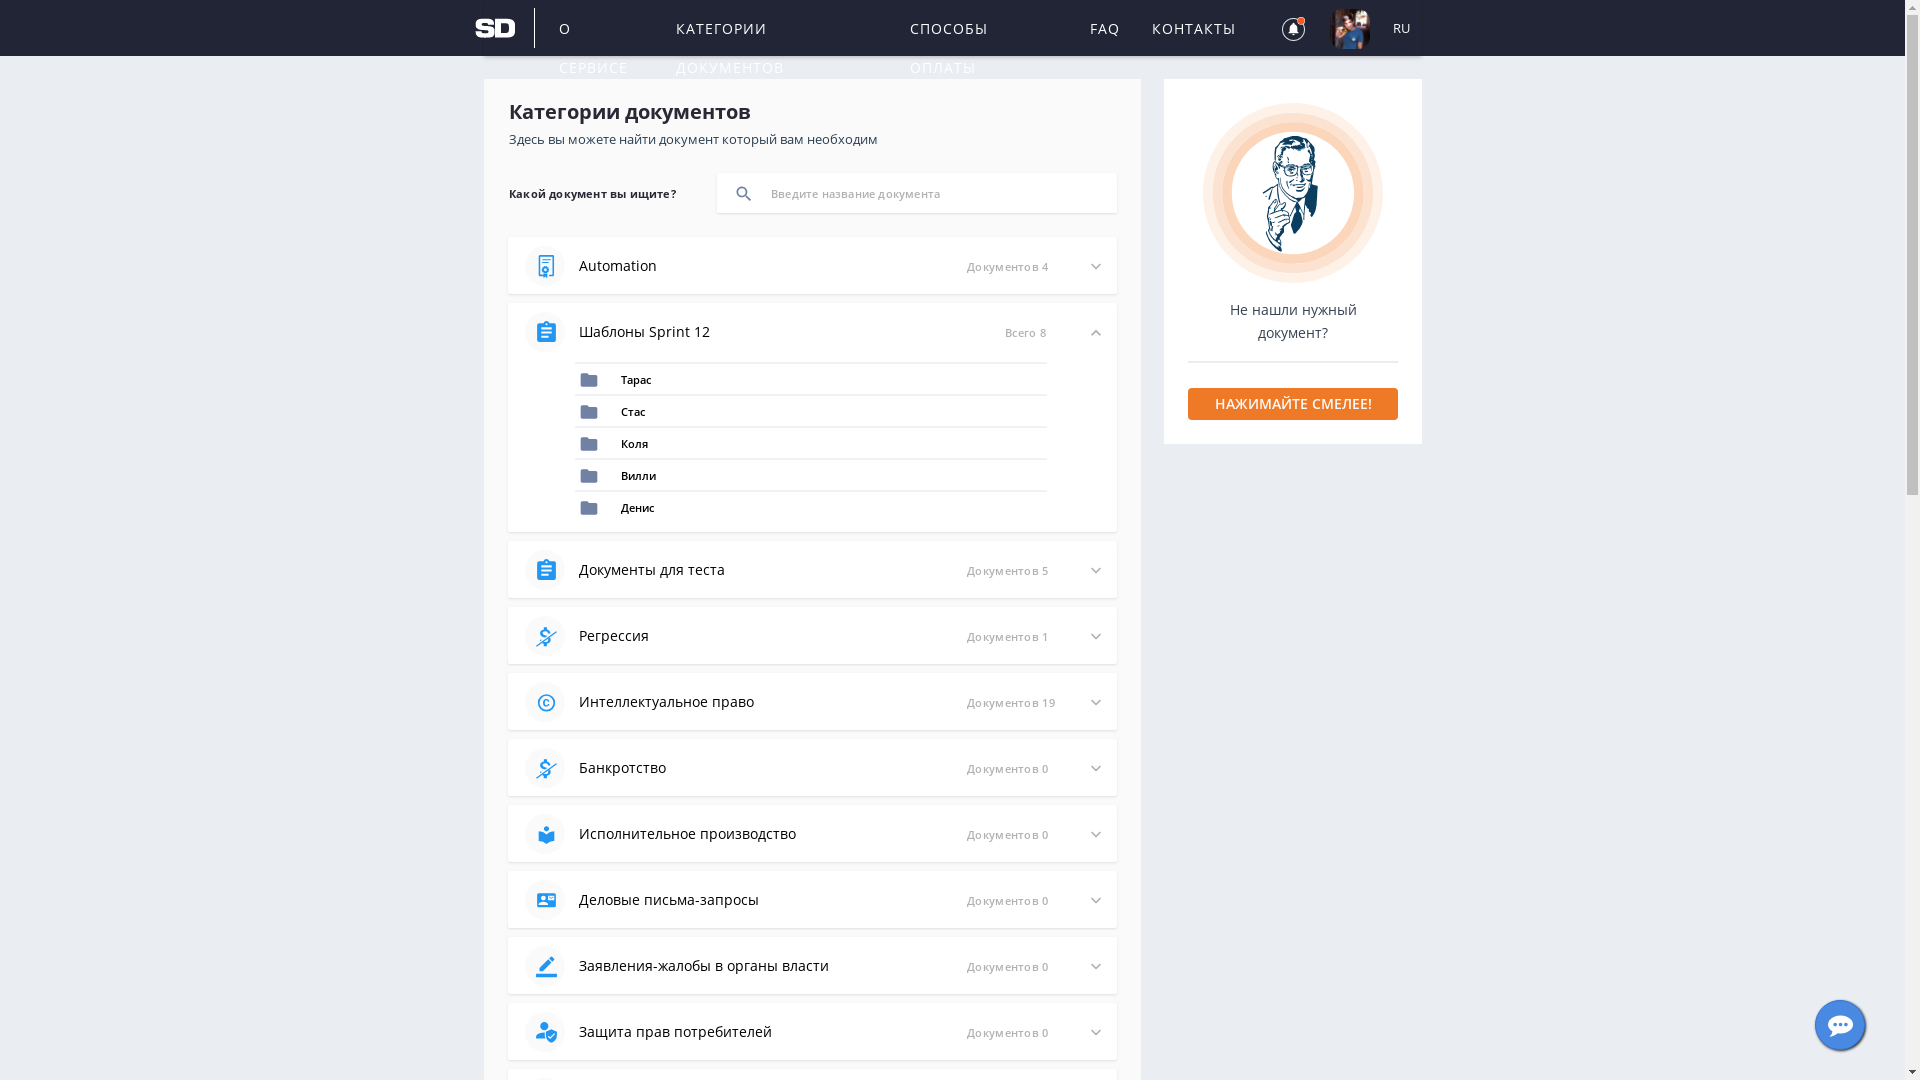 SD
О СЕРВИСЕ
КАТЕГОРИИ ДОКУМЕНТОВ
СПОСОБЫ ОПЛАТЫ
FAQ
КОНТАКТЫ
RU
Категории документов
Здесь вы можете найти документ который вам необходим
Какой документ вы ищите?
Введите название документа
Automation
Документов 4
Шаблоны Sprint 12
Всего 8
Тарас
Стас
Коля
Вилли
Денис
Документы для теста
Документов 5
Регрессия
Документов 1
Интеллектуальное право
Документов 19
Банкротство
Документов 0
Исполнительное производство
Документов 0
Деловые письма-запросы
Документов 0
Заявления-жалобы в органы власти
Документов 0
Защита прав потребителей
Документов 0
Не нашли нужный
документ?
НАЖИМАЙТЕ СМЕЛЕЕ!